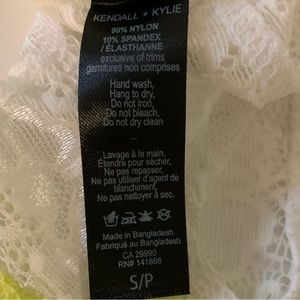 KENDALL + KYLIE
90% NYLON
10% SPANDEX
/ ÉLASTHANNE
exclusive of trims
garnitures non comprises
Hand wash,
Hang to dry,
Do not iron,
Do not bleach,
Do not dry clean
...
Lavage à la main,
Étendre pour sécher,
Ne pas repasser,
Ne pas utiliser d'agent de
blanchiment,
Ne pas nettoyer à sec.
Made in Bangladesh
Fabriqué au Bangladesh
CA 29990
RN# 141866
S/P